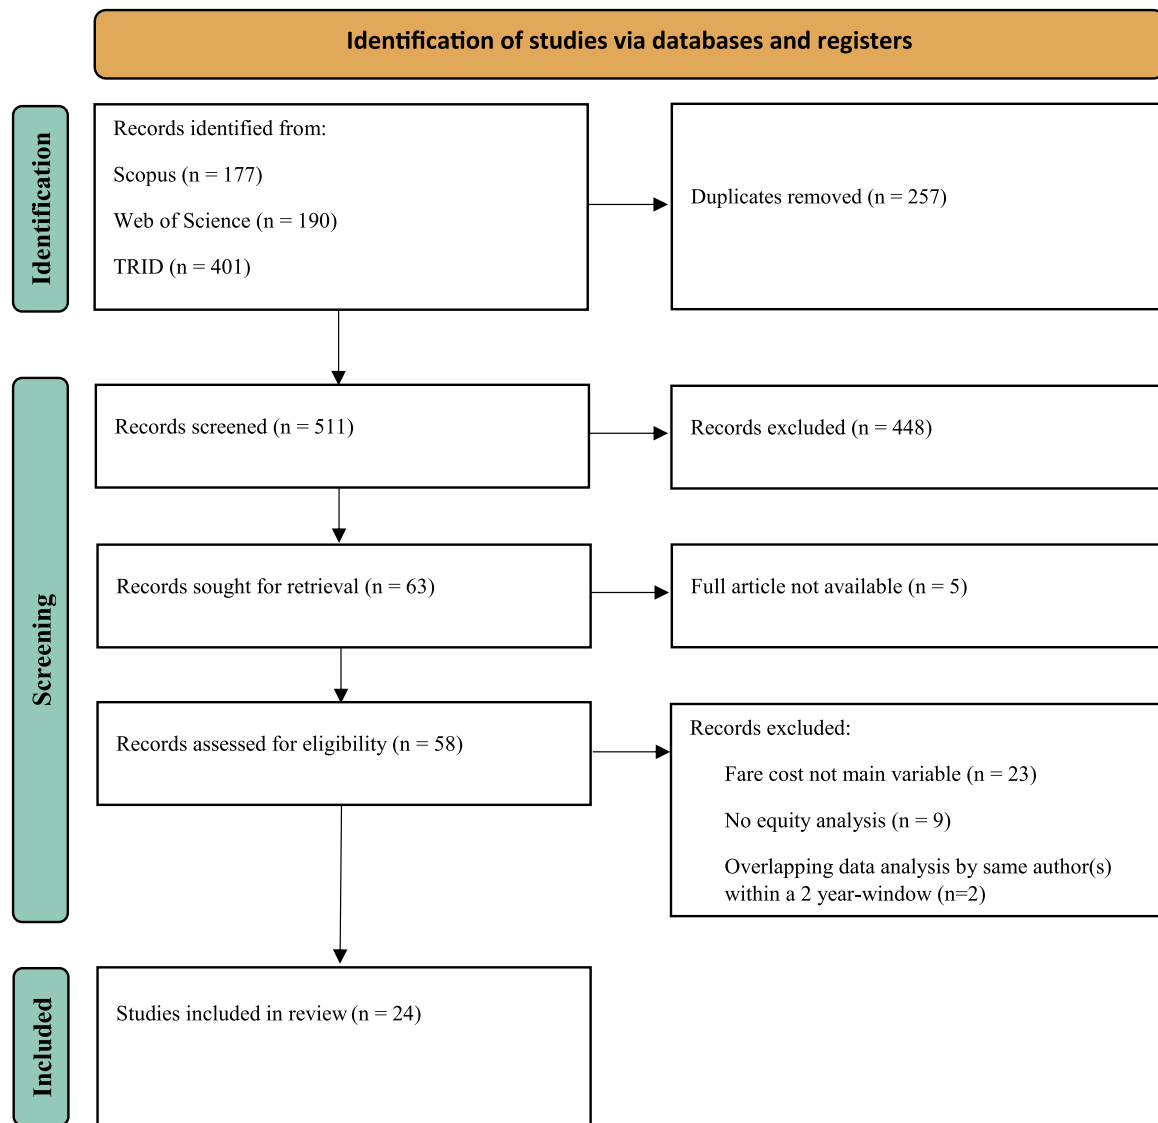 Identification of studies via databases and registers
Identification
Records identified from:
Scopus (n = 177)
Web of Science (n = 190)
TRID (n = 401)
Duplicates removed (n = 257)
Screening
Records screened (n = 511)
Records excluded (n = 448)
Records sought for retrieval (n = 63)
Full article not available (n = 5)
Records assessed for eligibility (n = 58)
Records excluded:
Fare cost not main variable (n = 23)
No equity analysis (n = 9)
Overlapping data analysis by same author(s)
within a 2 year-window (n=2)
Included
Studies included in review (n = 24)